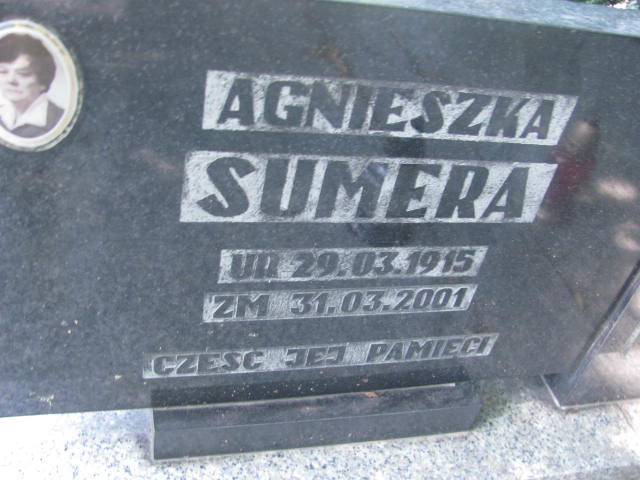 AGNIESZKA
SUMERA
UR 29.03.1915
ZM 31.03.2001
CZESC JEJ PAMIECI